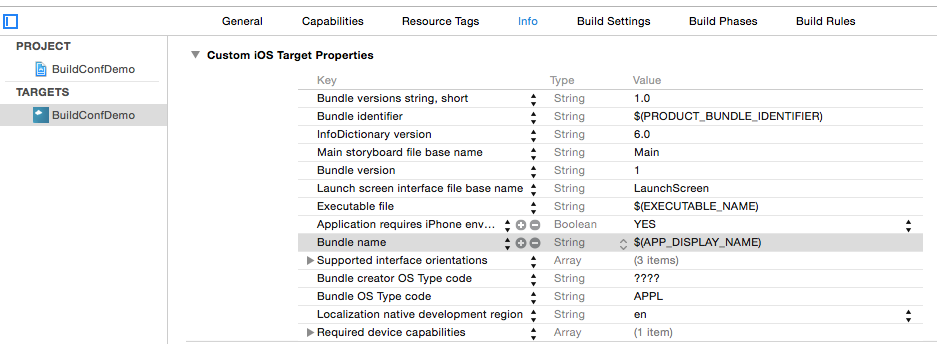 General Capabilities Resource Tags Info Build Settings Build Phases Build Rules
PROJECT
BuildConfDemo
TARGETS
BuildConfDemo
Custom iOS Target Properties
Key Type Value
Bundle versions string, short String 1.0
Bundle identifier String $(PRODUCT_BUNDLE_IDENTIFIER)
InfoDictionary version String 6.0
Main storyboard file base name String Main
Bundle version String 1
Launch screen interface file base name String LaunchScreen
Executable file String $(EXECUTABLE_NAME)
Application requires iPhone env... Boolean YES
Bundle name String $(APP_DISPLAY_NAME)
Supported interface orientations Array (3 items)
Bundle creator OS Type code String ????
Bundle OS Type code String APPL
Localization native development region String en
Required device capabilities Array (1 item)